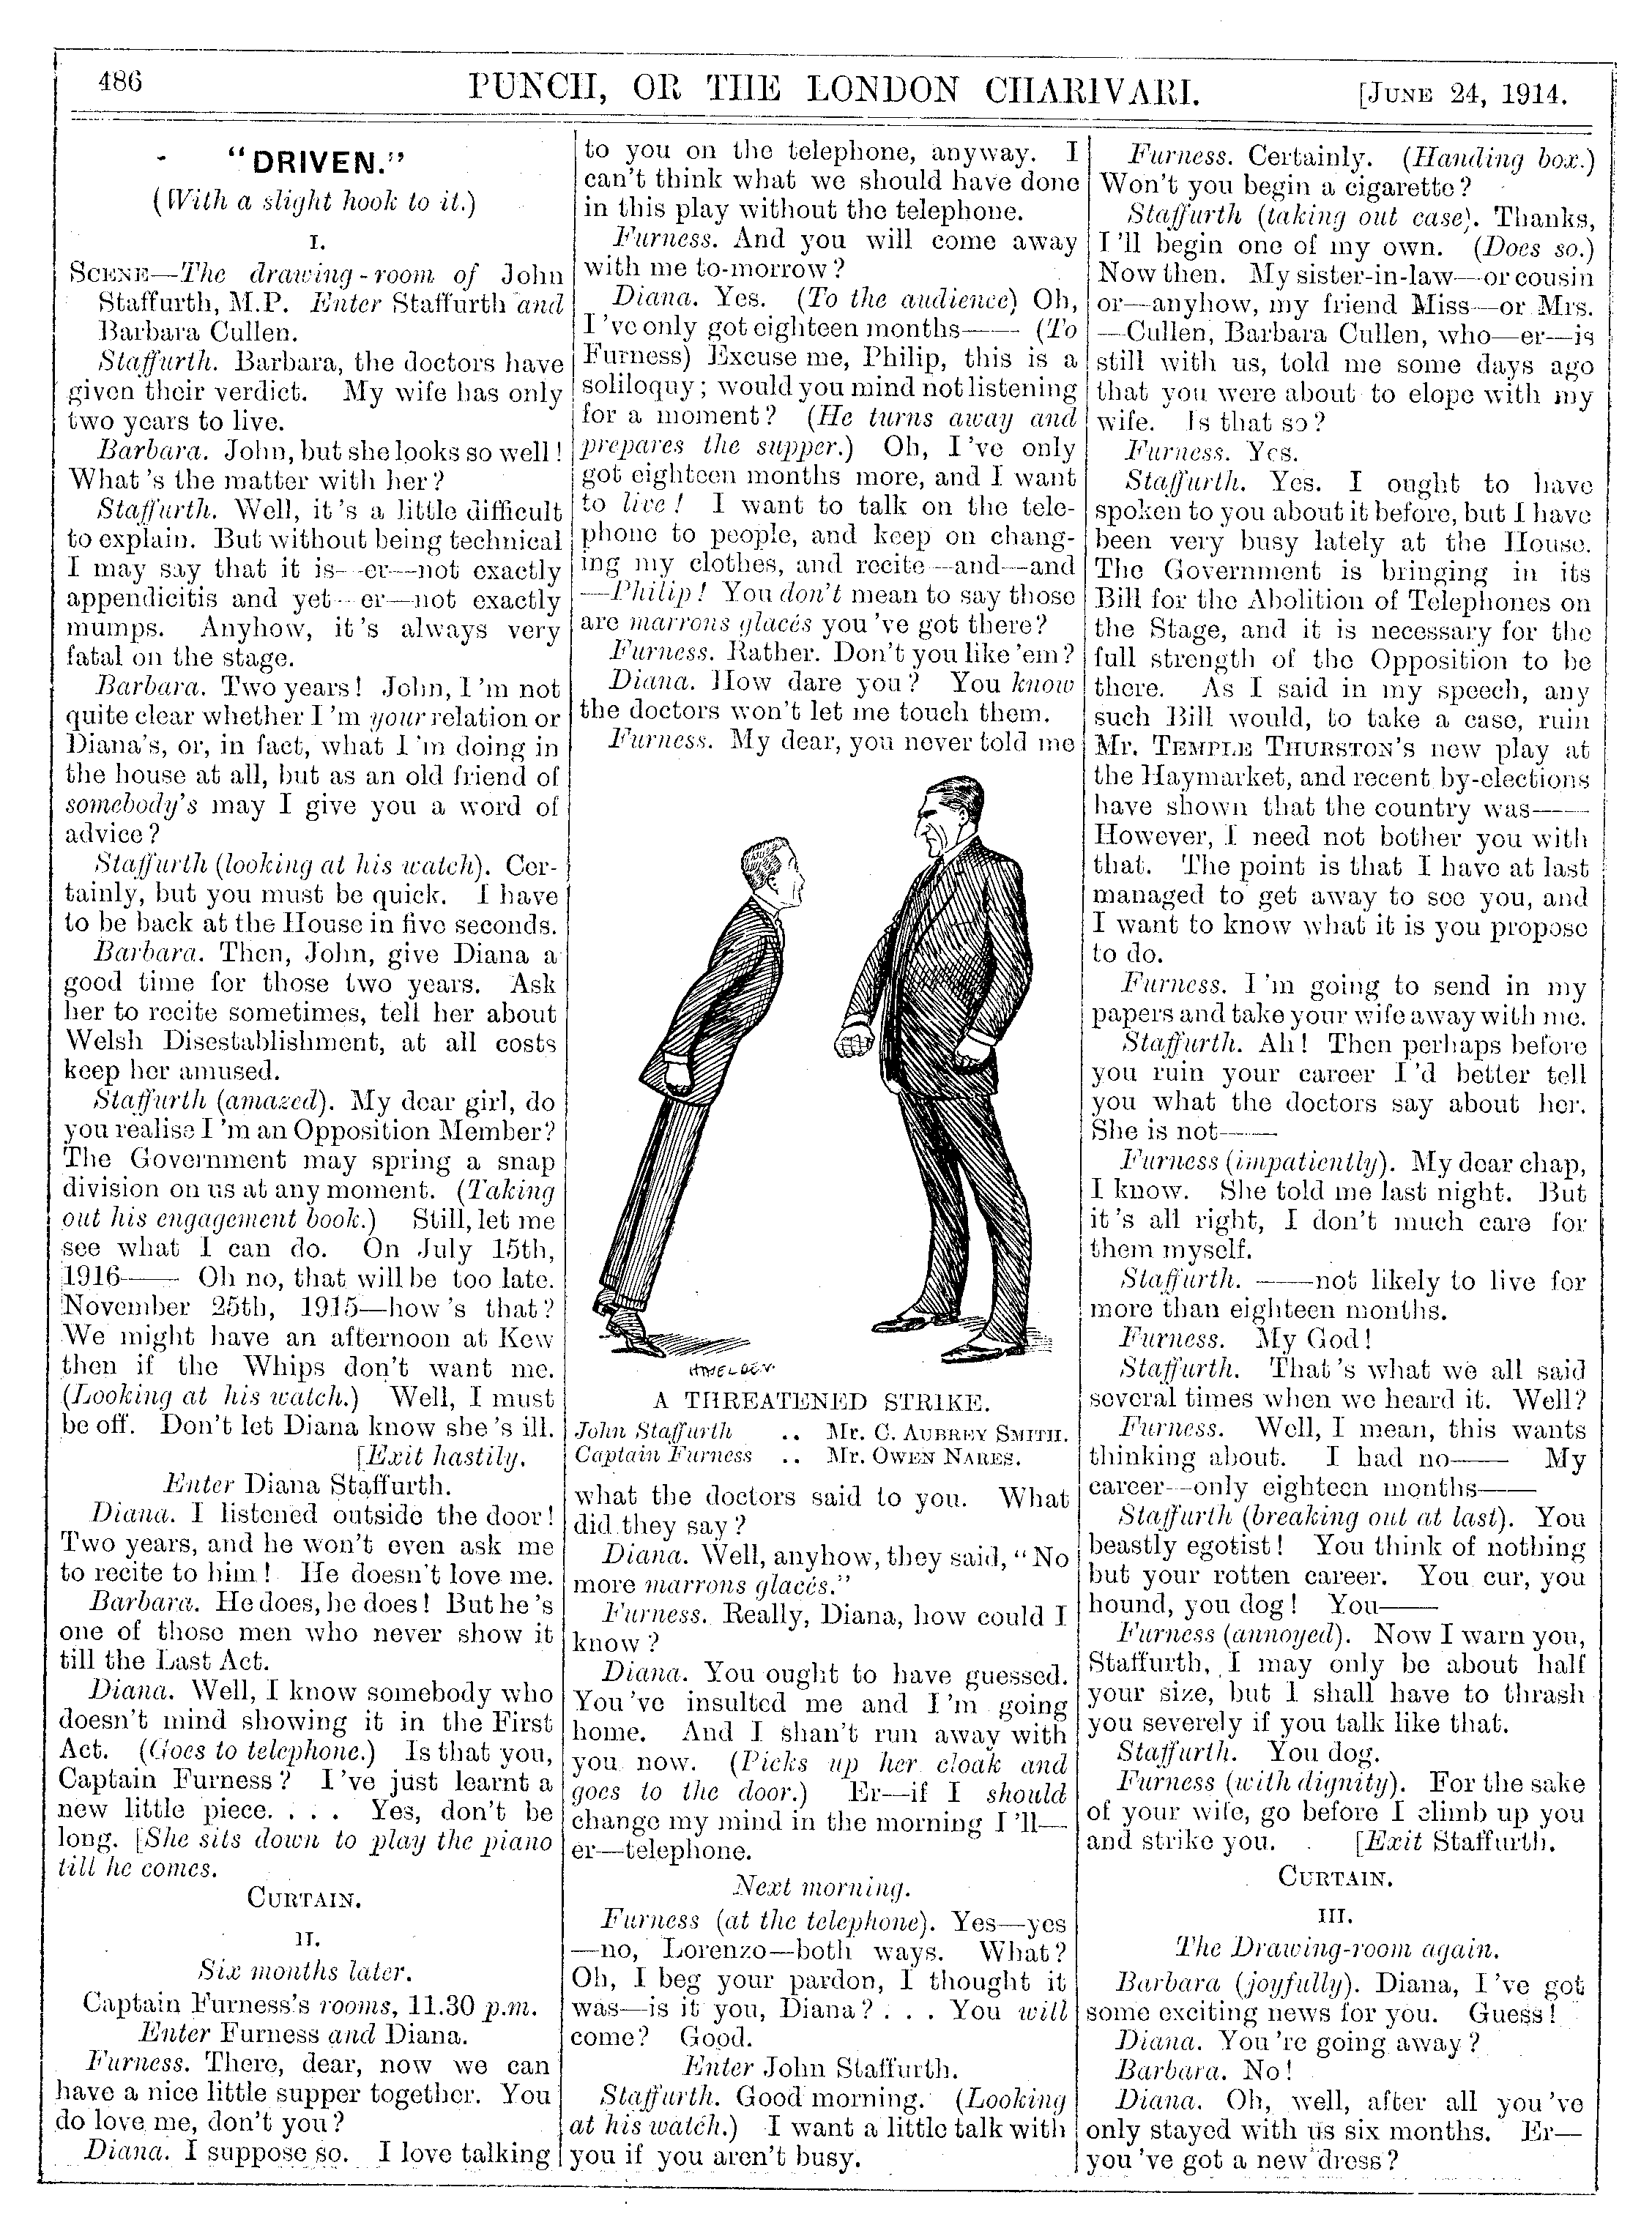 486
PUNCH, OR THE LONDON CHARIVARI.
[JUNE 24, 1914.
"DRIVEN."
(With a slight hook to it.)
I.
SCENE—The drawing-room of John
Staffurth, M.P. Enter Staffurth and
Barbara Cullen.
Staffurth. Barbara, the doctors have
given their verdict. My wife has only
two years to live.
Barbara. John, but she looks so well!
What's the matter with her?
Staffurth. Well, it's a little difficult
to explain. But without being technical
I may say that it is—er—not exactly
appendicitis and yet—er—not exactly
mumps. Anyhow, it's always very
fatal on the stage.
Barbara. Two years! John, I'm not
quite clear whether I'm your relation or
Diana's, or, in fact, what I'm doing in
the house at all, but as an old friend of
somebody's may I give you a word of
advice?
Staffurth (looking at his watch). Cer-
tainly, but you must be quick. I have
to be back at the House in five seconds.
Barbara. Then, John, give Diana a
good time for those two years. Ask
her to recite sometimes, tell her about
Welsh Disestablishment, at all costs
keep her amused.
Staffurth (amazed). My dear girl, do
you realise I'm an Opposition Member?
The Government may spring a snap
division on us at any moment. (Taking
out his engagement book.) Still, let me
see what I can do. On July 15th,
1916—— Oh no, that will be too late.
November 25th, 1915—how's that?
We might have an afternoon at Kew
then if the Whips don't want me.
(Looking at his watch.) Well, I must
be off. Don't let Diana know she's ill.
[Exit hastily.
Enter Diana Staffurth.
Diana. I listened outside the door!
Two years, and he won't even ask me
to recite to him! He doesn't love me.
Barbara. He does, he does! But he's
one of those men who never show it
till the Last Act.
Diana. Well, I know somebody who
doesn't mind showing it in the First
Act. (Goes to telephone.) Is that you,
Captain Furness? I've just learnt a
new little piece. . . . Yes, don't be
long. [She sits down to play the piano
till he comes.
CURTAIN.
II.
Six months later.
Captain Furness's rooms, 11.30 p.m.
Enter Furness and Diana.
Furness. There, dear, now we can
have a nice little supper together. You
do love me, don't you?
Diana. I suppose so. I love talking
to you on the telephone, anyway. I
can't think what we should have done
in this play without the telephone.
Furness. And you will come away
with me to-morrow?
Diana. Yes. (To the audience) Oh,
I've only got eighteen months—— (To
Furness) Excuse me, Philip, this is a
soliloquy; would you mind not listening
for a moment? (He turns away and
prepares the supper.) Oh, I've only
got eighteen months more, and I want
to live! I want to talk on the tele-
phone to people, and keep on chang-
ing my clothes, and recite—and—and
—Philip! You don't mean to say those
are marrons glacés you've got there?
Furness. Rather. Don't you like 'em?
Diana. How dare you? You know
the doctors won't let me touch them.
Furness. My dear, you never told me
A THREATENED STRIKE.
John Staffurth .. Mr. C. AUBREY SMITH.
Captain Furness .. Mr. OWEN NARES.
what the doctors said to you. What
did they say?
Diana. Well, anyhow, they said, "No
more marrons glacés."
Furness. Really, Diana, how could I
know?
Diana. You ought to have guessed.
You've insulted me and I'm going
home. And I shan't run away with
you now. (Picks up her cloak and
goes to the door.) Er—if I should
change my mind in the morning I'll—
er—telephone.
Next morning.
Furness (at the telephone). Yes—yes
—no, Lorenzo—both ways. What?
Oh, I beg your pardon, I thought it
was—is it you, Diana? . . . You will
come? Good.
Enter John Staffurth.
Staffurth. Good morning. (Looking
at his watch.) I want a little talk with
you if you aren't busy.
Furness. Certainly. (Handing box.)
Won't you begin a cigarette?
Staffurth (taking out case). Thanks,
I'll begin one of my own. (Does so.)
Now then. My sister-in-law—or cousin
or—anyhow, my friend Miss—or Mrs.
—Cullen, Barbara Cullen, who—er—is
still with us, told me some days ago
that you were about to elope with my
wife. Is that so?
Furness. Yes.
Staffurth. Yes. I ought to have
spoken to you about it before, but I have
been very busy lately at the House.
The Government is bringing in its
Bill for the Abolition of Telephones on
the Stage, and it is necessary for the
full strength of the Opposition to be
there. As I said in my speech, any
such Bill would, to take a case, ruin
Mr. TEMPLE THURSTON'S new play at
the Haymarket, and recent by-elections
have shown that the country was——
However, I need not bother you with
that. The point is that I have at last
managed to get away to see you, and
I want to know what it is you propose
to do.
Furness. I'm going to send in my
papers and take your wife away with me.
Staffurth. Ah! Then perhaps before
you ruin your career I'd better tell
you what the doctors say about her.
She is not——
Furness (impatiently). My dear chap,
I know. She told me last night. But
it's all right, I don't much care for
them myself.
Staffurth. ——not likely to live for
more than eighteen months.
Furness. My God!
Staffurth. That's what we all said
several times when we heard it. Well?
Furness. Well, I mean, this wants
thinking about. I had no—— My
career—only eighteen months——
Staffurth (breaking out at last). You
beastly egotist! You think of nothing
but your rotten career. You cur, you
hound, you dog! You——
Furness (annoyed). Now I warn you,
Staffurth, I may only be about half
your size, but I shall have to thrash
you severely if you talk like that.
Staffurth. You dog.
Furness (with dignity). For the sake
of your wife, go before I climb up you
and strike you. [Exit Staffurth.
CURTAIN.
III.
The Drawing-room again.
Barbara (joyfully). Diana, I've got
some exciting news for you. Guess!
Diana. You're going away?
Barbara. No!
Diana. Oh, well, after all you've
only stayed with us six months. Er—
you've got a new dress?